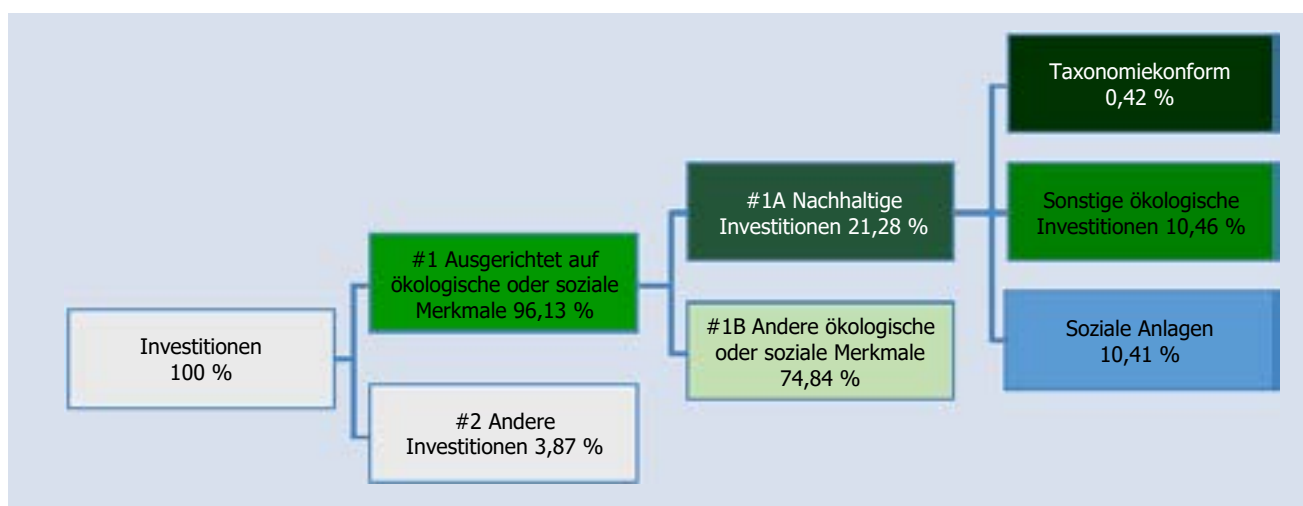 Investitionen
100 %
#1 Ausgerichtet auf
ökologische oder soziale
Merkmale 96,13 %
#2 Andere
Investitionen 3,87 %
#1A Nachhaltige
Investitionen 21,28 %
#1B Andere ökologische
oder soziale Merkmale
74,84 %
Taxonomiekonform
0,42 %
Sonstige ökologische
Investitionen 10,46 %
Soziale Anlagen
10,41 %